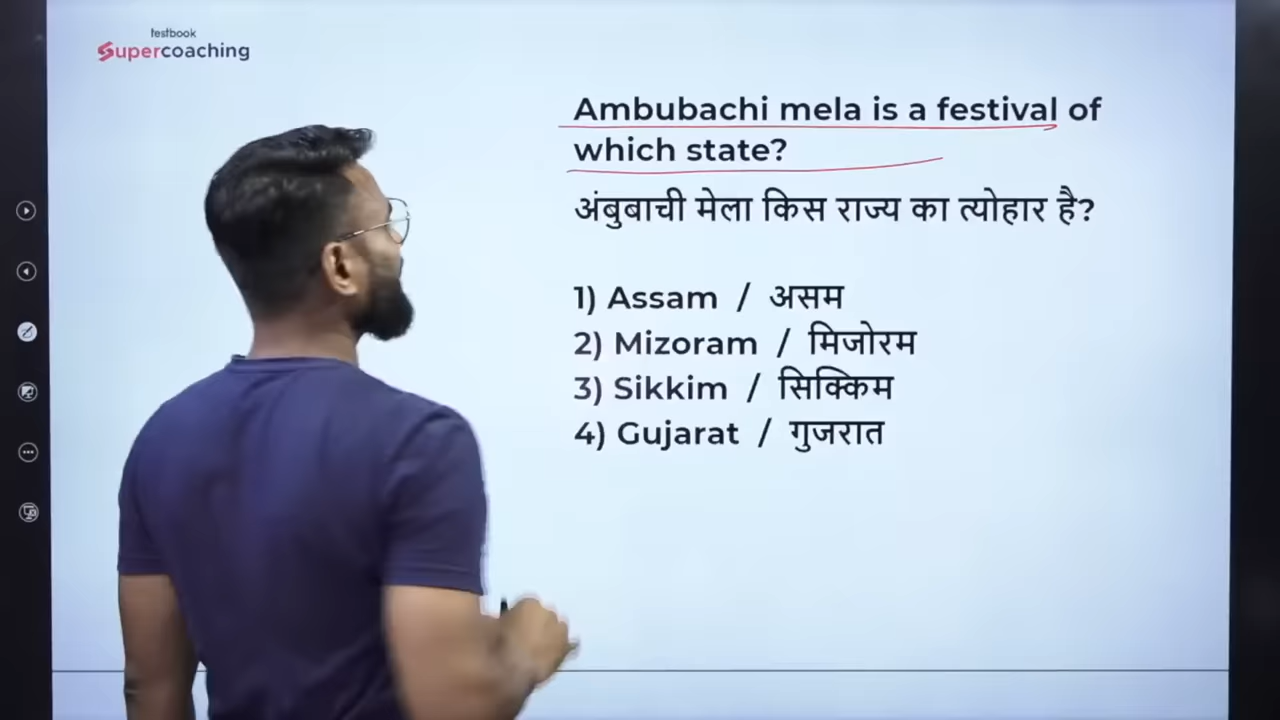 testbook
Supercoaching
Ambubachi mela is a festival of
which state?
अंबुबाची मेला किस राज्य का त्योहार है?
1) Assam / असम
2) Mizoram / मिजोरम
3) Sikkim / सिक्किम
4) Gujarat / गुजरात